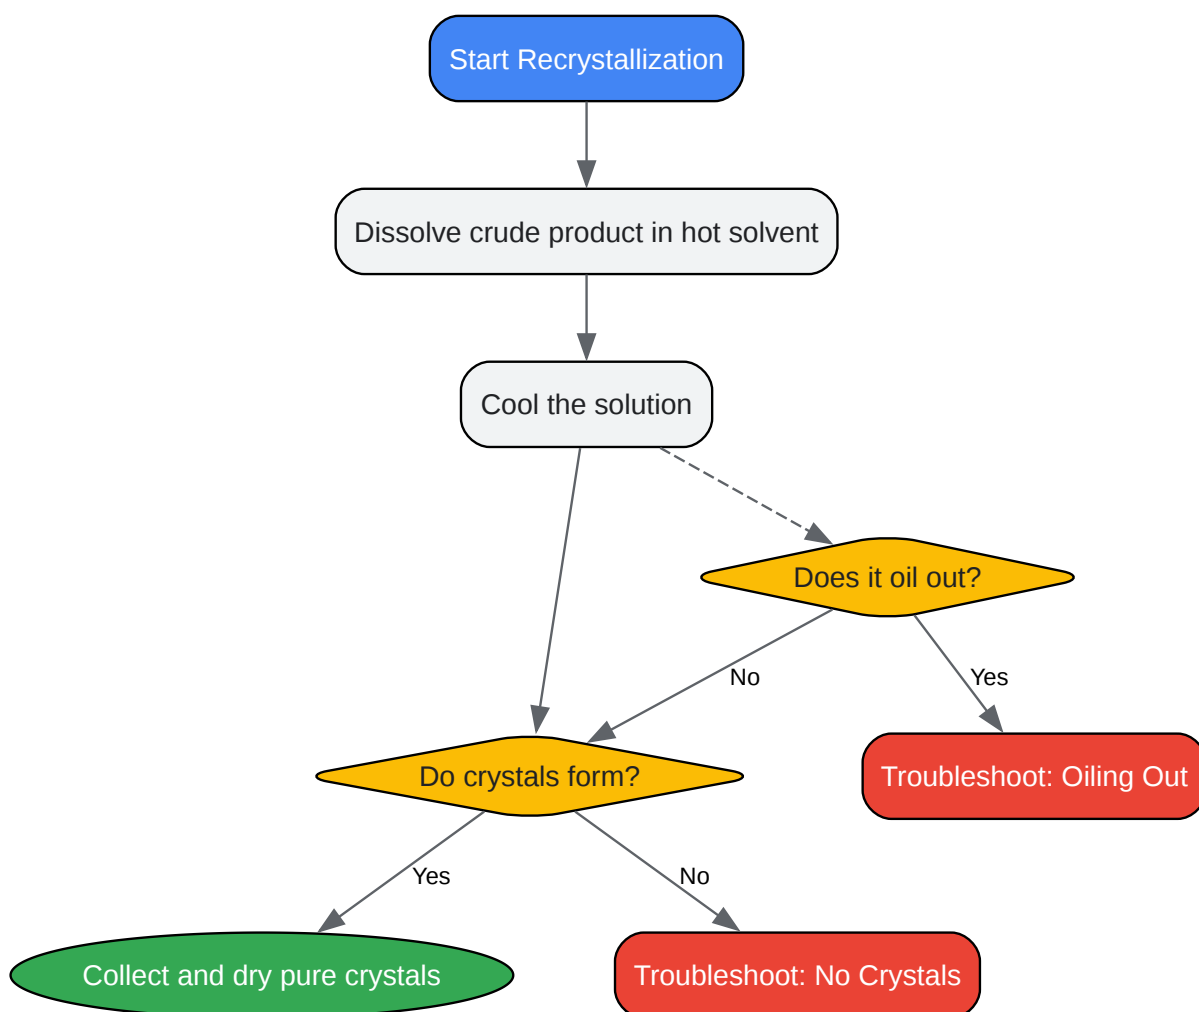 Start Recrystallization
Dissolve crude product in hot solvent
Cool the solution
Does it oil out?
No
Yes
Do crystals form?
Troubleshoot: Oiling Out
Yes
No
Collect and dry pure crystals
Troubleshoot: No Crystals